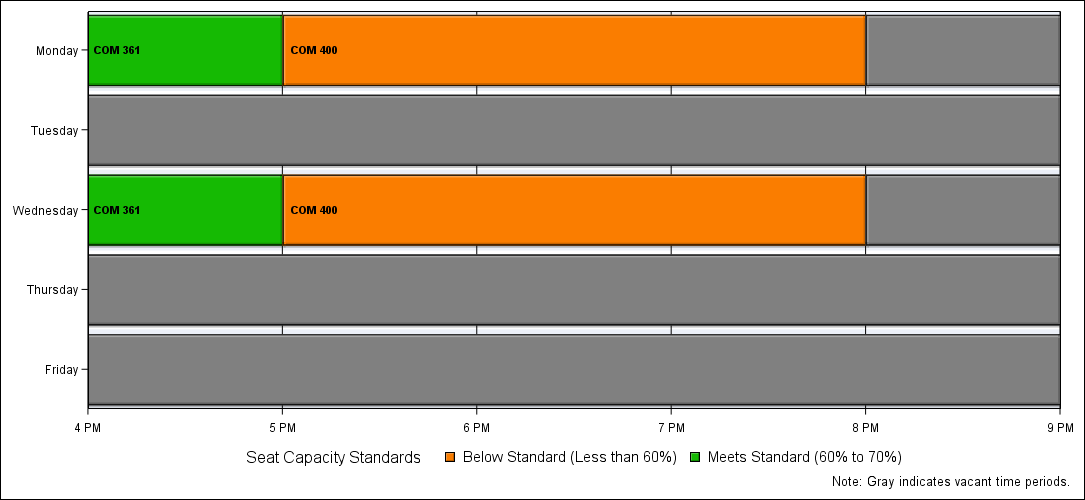 Monday
COM 361 COM 400
Tuesday
Wednesday
COM 361 COM 400
Thursday
Friday
4 PM 5 PM 6 PM 7 PM 8 PM 9 PM
Seat Capacity Standards Below Standard (Less than 60%) Meets Standard (60% to 70%)
Note: Gray indicates vacant time periods.